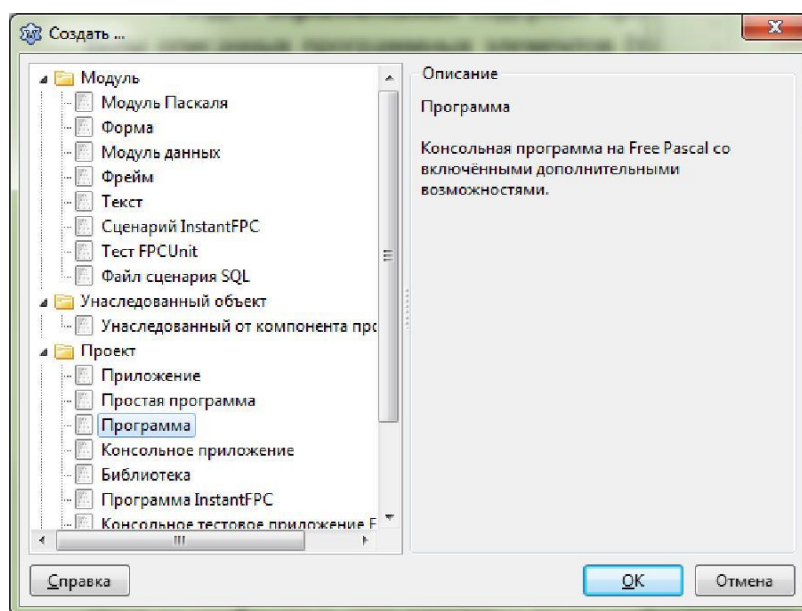 Создать ...
Модуль
Модуль Паскаля
Форма
Модуль данных
Фрейм
Текст
Сценарий InstantFPC
Тест FPCUnit
Файл сценария SQL
Унаследованный объект
Унаследованный от компонента про
Проект
Приложение
Простая программа
Программа
Консольное приложение
Библиотека
Программа InstantFPC
Консольное тестовое приложение F
Описание
Программа
Консольная программа на Free Pascal со
включёнными дополнительными
возможностями.
Справка
OK
Отмена